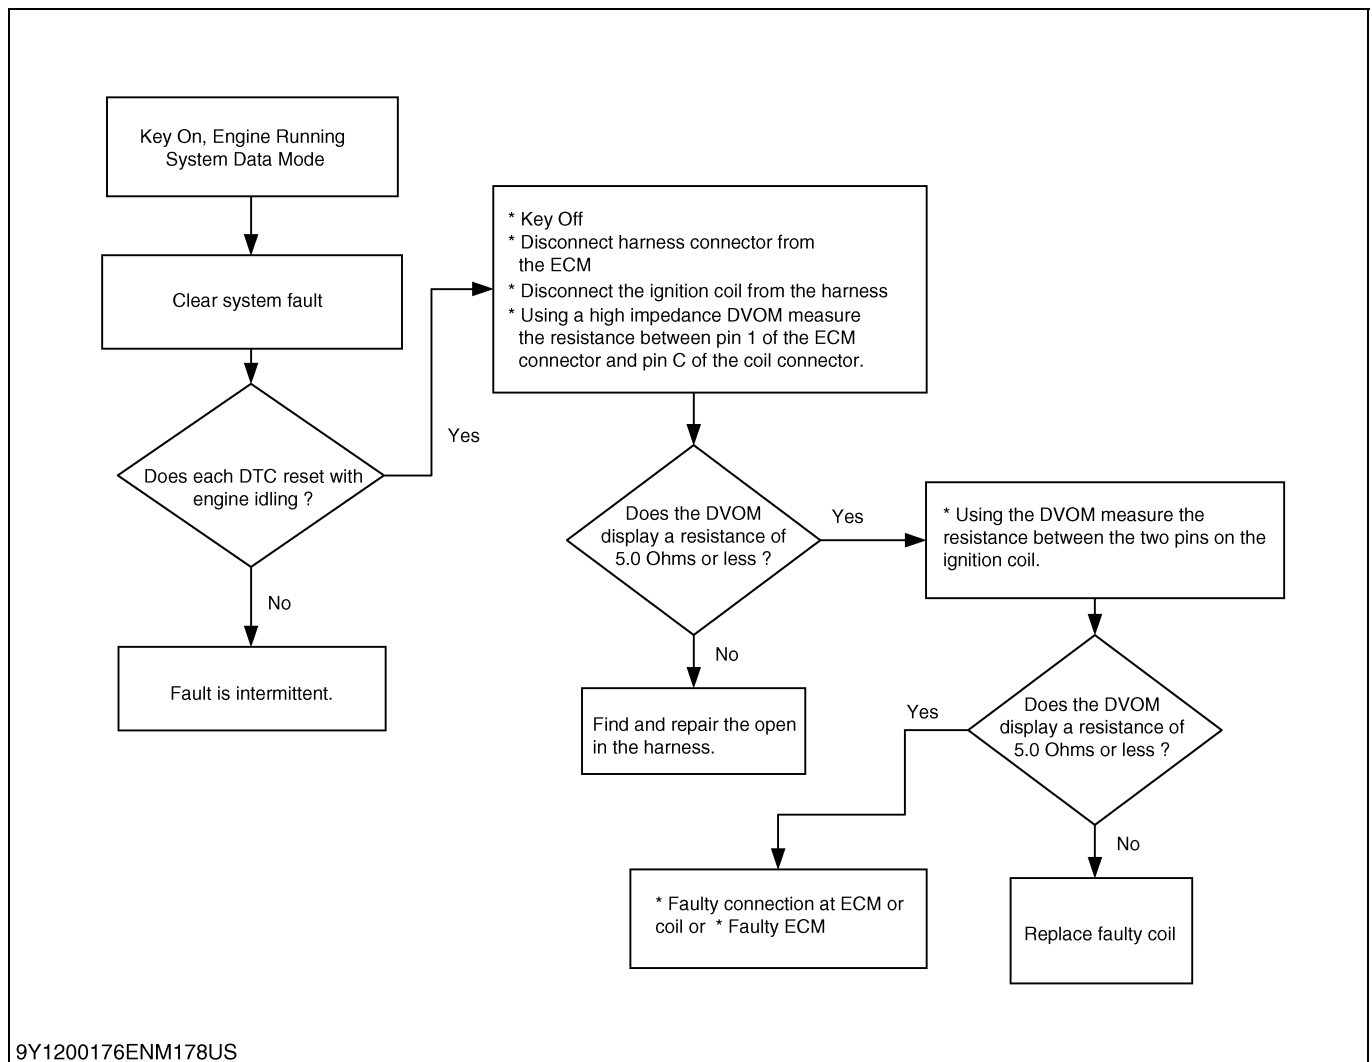 Key On, Engine Running
System Data Mode
Clear system fault
Does each DTC reset with
engine idling ?
Yes
No
Fault is intermittent.
* Key Off
* Disconnect harness connector from
the ECM
* Disconnect the ignition coil from the harness
* Using a high impedance DVOM measure
the resistance between pin 1 of the ECM
connector and pin C of the coil connector.
Does the DVOM
display a resistance of
5.0 Ohms or less ?
Yes
No
Find and repair the open
in the harness.
* Using the DVOM measure the
resistance between the two pins on the
ignition coil.
Does the DVOM
display a resistance of
5.0 Ohms or less ?
Yes
No
* Faulty connection at ECM or
coil or * Faulty ECM
Replace faulty coil
9Y1200176ENM178US